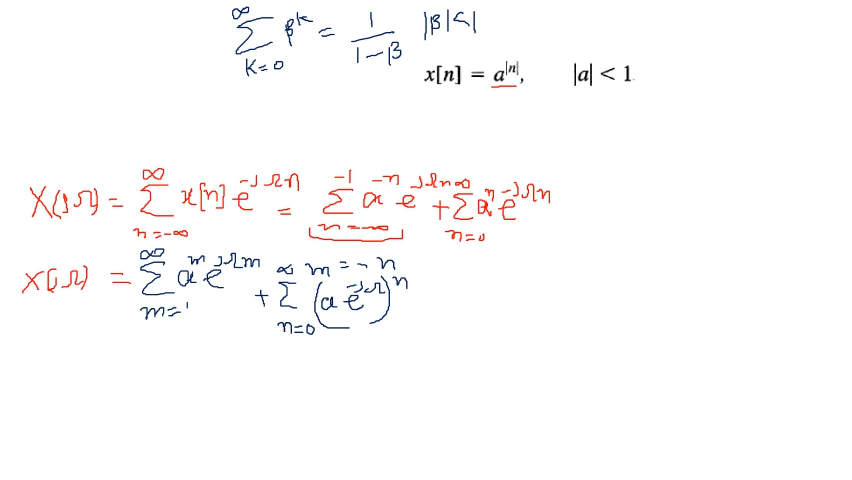 ∞
∑ β^k = 1/(1-β) |β|<1
K=0
x[n] = a^{|n|}, |a| < 1
X(jΩ) = ∑_{n=-∞}^{∞} x[n] e^{-jΩn} = ∑_{n=-∞}^{-1} a^{-n} e^{-jΩn} + ∑_{n=0}^{∞} a^n e^{-jΩn}
m = -n
X(jΩ) = ∑_{m=1}^{∞} a^m e^{jΩm} + ∑_{n=0}^{∞} (a e^{-jΩ})^n